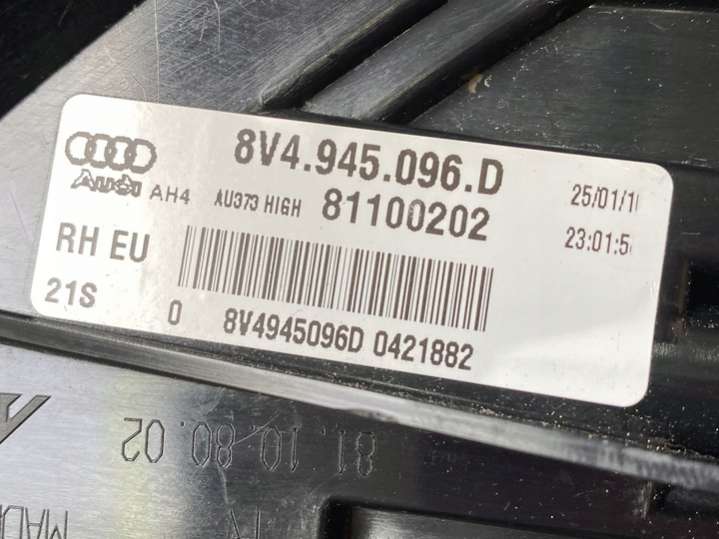 8V4.945.096.D
Audi AH4 AU373 HIGH 81100202
25/01/1
23:01:5
RH EU
21S
0 8V4945096D 0421882
81.10.80.02